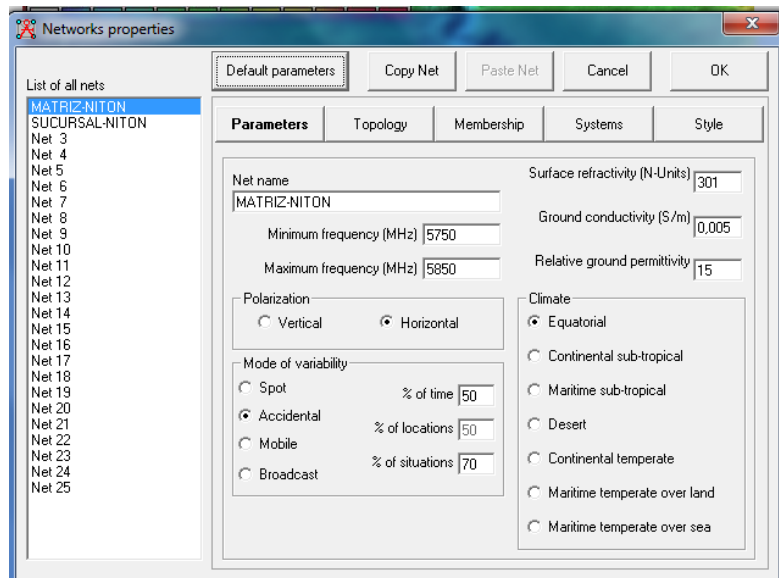 Networks properties
Default parameters
Copy Net
Paste Net
Cancel
OK
List of all nets
MATRIZ-NITON
SUCURSAL-NITON
Net 3
Net 4
Net 5
Net 6
Net 7
Net 8
Net 9
Net 10
Net 11
Net 12
Net 13
Net 14
Net 15
Net 16
Net 17
Net 18
Net 19
Net 20
Net 21
Net 22
Net 23
Net 24
Net 25
Parameters
Topology
Membership
Systems
Style
Net name
MATRIZ-NITON
Minimum frequency (MHz) 5750
Maximum frequency (MHz) 5850
Polarization
Vertical
Horizontal
Mode of variability
Spot
Accidental
Mobile
Broadcast
% of time 50
% of locations 50
% of situations 70
Surface refractivity (N-Units) 301
Ground conductivity (S/m) 0,005
Relative ground permittivity 15
Climate
Equatorial
Continental sub-tropical
Maritime sub-tropical
Desert
Continental temperate
Maritime temperate over land
Maritime temperate over sea